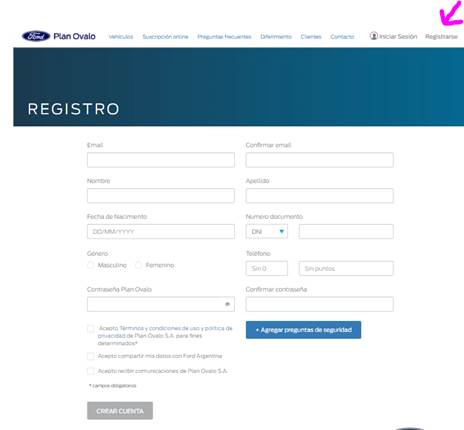 Ford Plan Ovalo Vehículos Suscripción online Preguntas frecuentes Diferimiento Clientes Contacto Iniciar Sesión Registrarse
REGISTRO
Email Confirmar email
Nombre Apellido
Fecha de Nacimiento Numero documento
DD/MM/YYYY DNI
Género Teléfono
Masculino Femenino Sin 0 Sin puntos
Contraseña Plan Ovalo Confirmar contraseña
Acepto Términos y condiciones de uso y política de
privacidad de Plan Ovalo S.A. para fines
determinados*
+ Agregar preguntas de seguridad
Acepto compartir mis datos con Ford Argentina
Acepto recibir comunicaciones de Plan Ovalo S.A.
* campos obligatorios
CREAR CUENTA